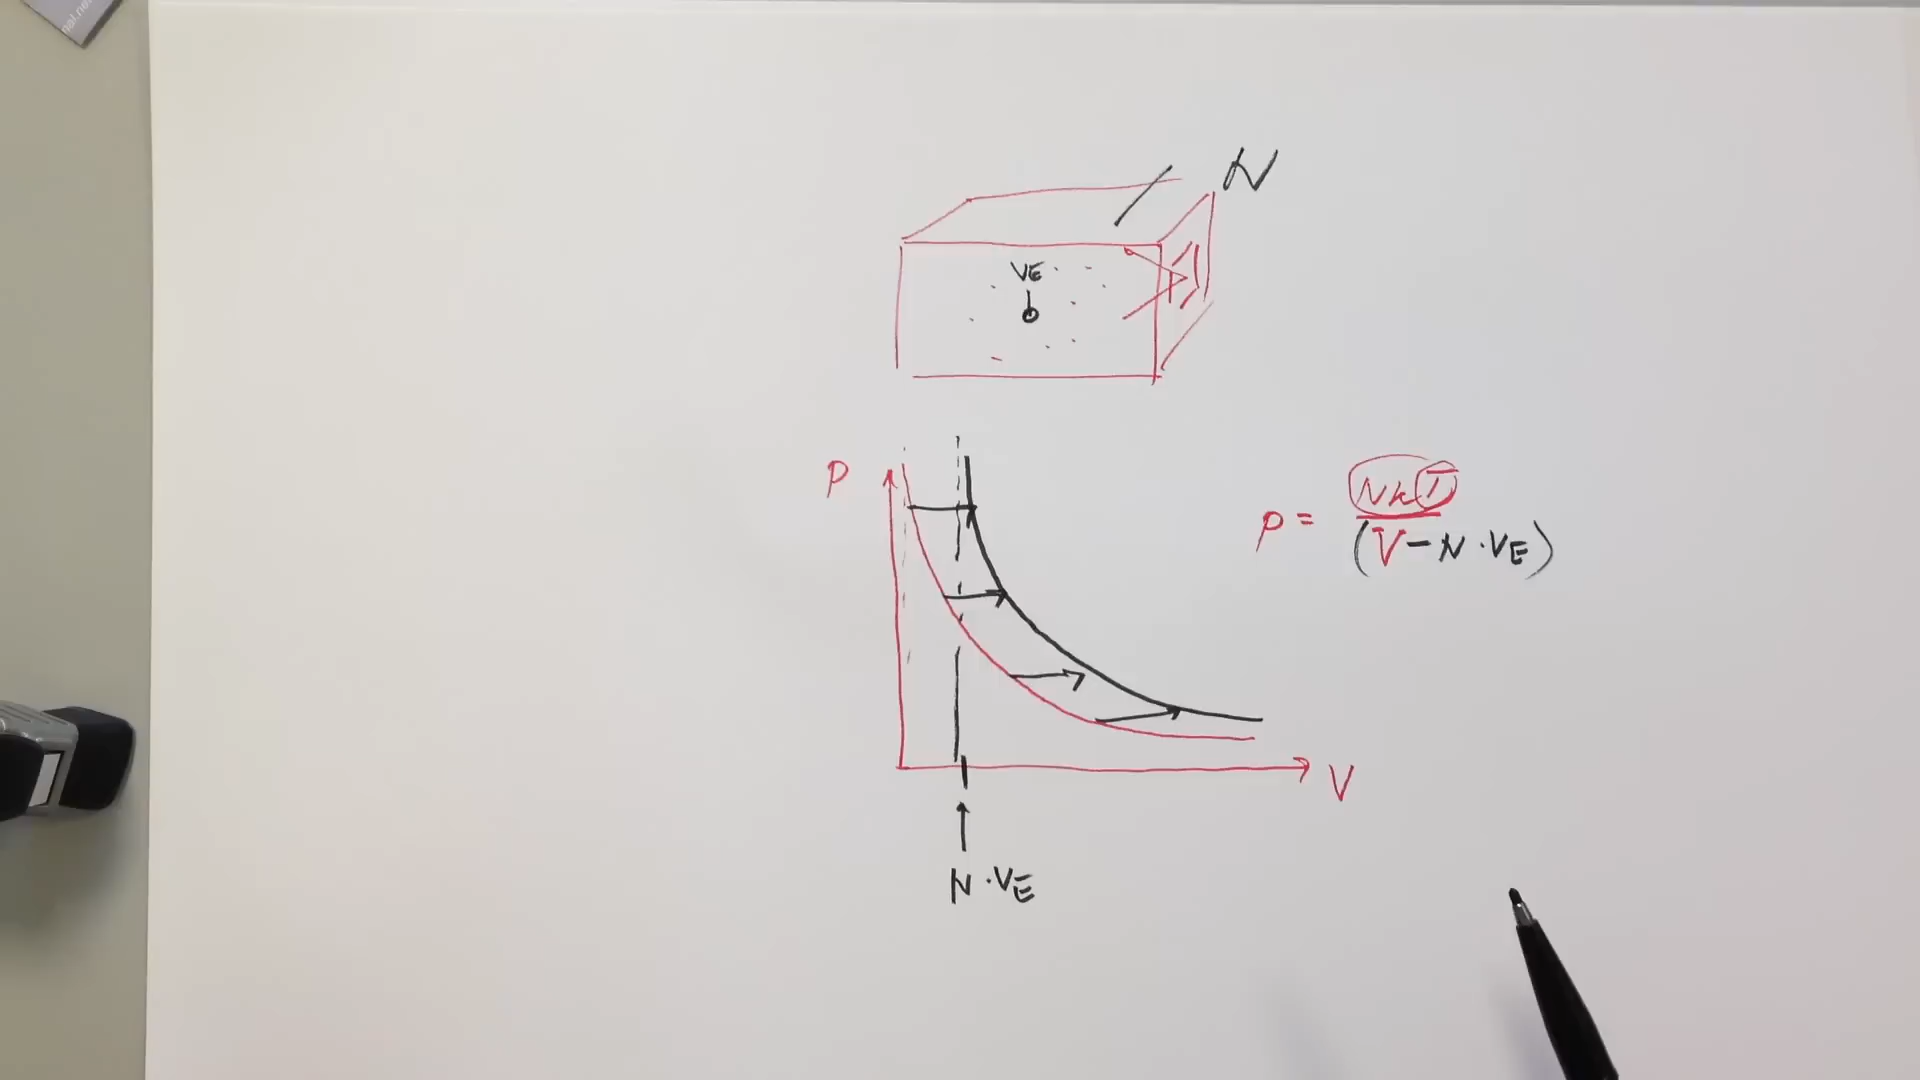 N
VE
P
p = NkT / (V - N · VE)
V
N · VE